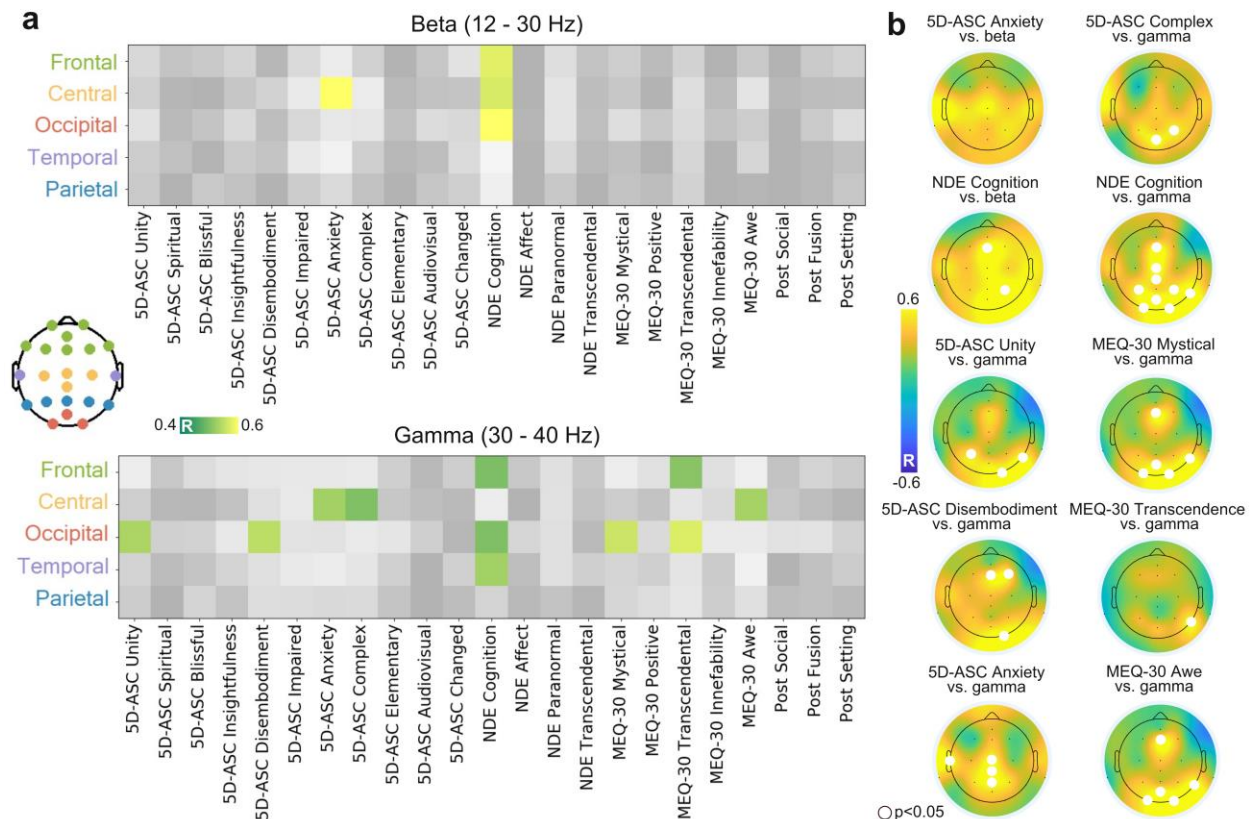 a
Beta (12 - 30 Hz)
Frontal
Central
Occipital
Temporal
Parietal
5D-ASC Unity
5D-ASC Spiritual
5D-ASC Blissful
5D-ASC Insightfulness
5D-ASC Disembodiment
5D-ASC Impaired
5D-ASC Anxiety
5D-ASC Complex
5D-ASC Elementary
5D-ASC Audiovisual
5D-ASC Changed
NDE Cognition
NDE Affect
NDE Paranormal
NDE Transcendental
MEQ-30 Mystical
MEQ-30 Positive
MEQ-30 Transcendental
MEQ-30 Innefability
MEQ-30 Awe
Post Social
Post Fusion
Post Setting
0.4 R 0.6
Gamma (30 - 40 Hz)
Frontal
Central
Occipital
Temporal
Parietal
5D-ASC Unity
5D-ASC Spiritual
5D-ASC Blissful
5D-ASC Insightfulness
5D-ASC Disembodiment
5D-ASC Impaired
5D-ASC Anxiety
5D-ASC Complex
5D-ASC Elementary
5D-ASC Audiovisual
5D-ASC Changed
NDE Cognition
NDE Affect
NDE Paranormal
NDE Transcendental
MEQ-30 Mystical
MEQ-30 Positive
MEQ-30 Transcendental
MEQ-30 Innefability
MEQ-30 Awe
Post Social
Post Fusion
Post Setting
b
5D-ASC Anxiety
vs. beta
5D-ASC Complex
vs. gamma
NDE Cognition
vs. beta
NDE Cognition
vs. gamma
0.6
R
-0.6
5D-ASC Unity
vs. gamma
MEQ-30 Mystical
vs. gamma
5D-ASC Disembodiment
vs. gamma
MEQ-30 Transcendence
vs. gamma
5D-ASC Anxiety
vs. gamma
MEQ-30 Awe
vs. gamma
p<0.05